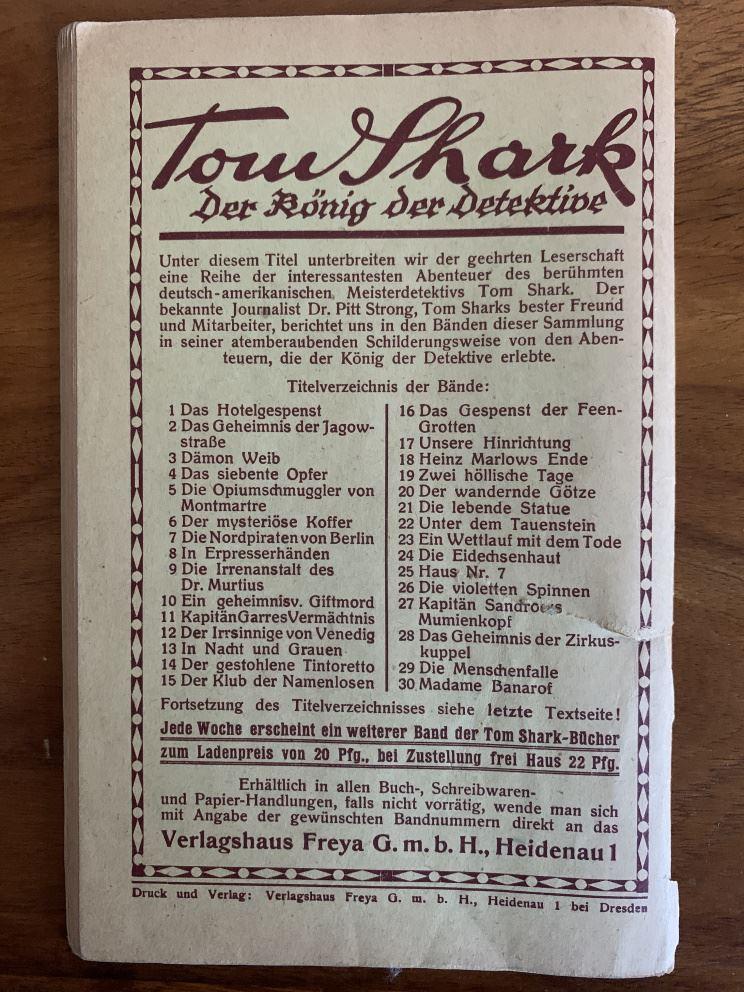 Tom Shark
Der König der Detektive
Unter diesem Titel unterbreiten wir der geehrten Leserschaft
eine Reihe der interessantesten Abenteuer des berühmten
deutsch-amerikanischen Meisterdetektivs Tom Shark. Der
bekannte Journalist Dr. Pitt Strong, Tom Sharks bester Freund
und Mitarbeiter, berichtet uns in den Bänden dieser Sammlung
in seiner atemberaubenden Schilderungsweise von den Aben-
teuern, die der König der Detektive erlebte.
Titelverzeichnis der Bände:
1 Das Hotelgespenst
2 Das Geheimnis der Jagow-
straße
3 Dämon Weib
4 Das siebente Opfer
5 Die Opiumschmuggler von
Montmartre
6 Der mysteriöse Koffer
7 Die Nordpiraten von Berlin
8 In Erpresserhänden
9 Die Irrenanstalt des
Dr. Murtius
10 Ein geheimnisv. Giftmord
11 Kapitän Garres Vermächtnis
12 Der Irrsinnige von Venedig
13 In Nacht und Grauen
14 Der gestohlene Tintoretto
15 Der Klub der Namenlosen
16 Das Gespenst der Feen-
Grotten
17 Unsere Hinrichtung
18 Heinz Marlows Ende
19 Zwei höllische Tage
20 Der wandernde Götze
21 Die lebende Statue
22 Unter dem Tauenstein
23 Ein Wettlauf mit dem Tode
24 Die Eidechsenhaut
25 Haus Nr. 7
26 Die violetten Spinnen
27 Kapitän
Mumienkopf
28 Das Geheimnis der Zirkus-
kuppel
29 Die Menschenfalle
30 Madame Banarof
Fortsetzung des Titelverzeichnisses siehe letzte Textseite!
Jede Woche erscheint ein weiterer Band der Tom Shark-Bücher
zum Ladenpreis von 20 Pfg., bei Zustellung frei Haus 22 Pfg.
Erhältlich in allen Buch-, Schreibwaren-
und Papier-Handlungen, falls nicht vorrätig, wende man sich
mit Angabe der gewünschten Bandnummern direkt an das
Verlagshaus Freya G. m. b. H., Heidenau 1
Druck und Verlag: Verlagshaus Freya G. m. b. H., Heidenau 1 bei Dresden